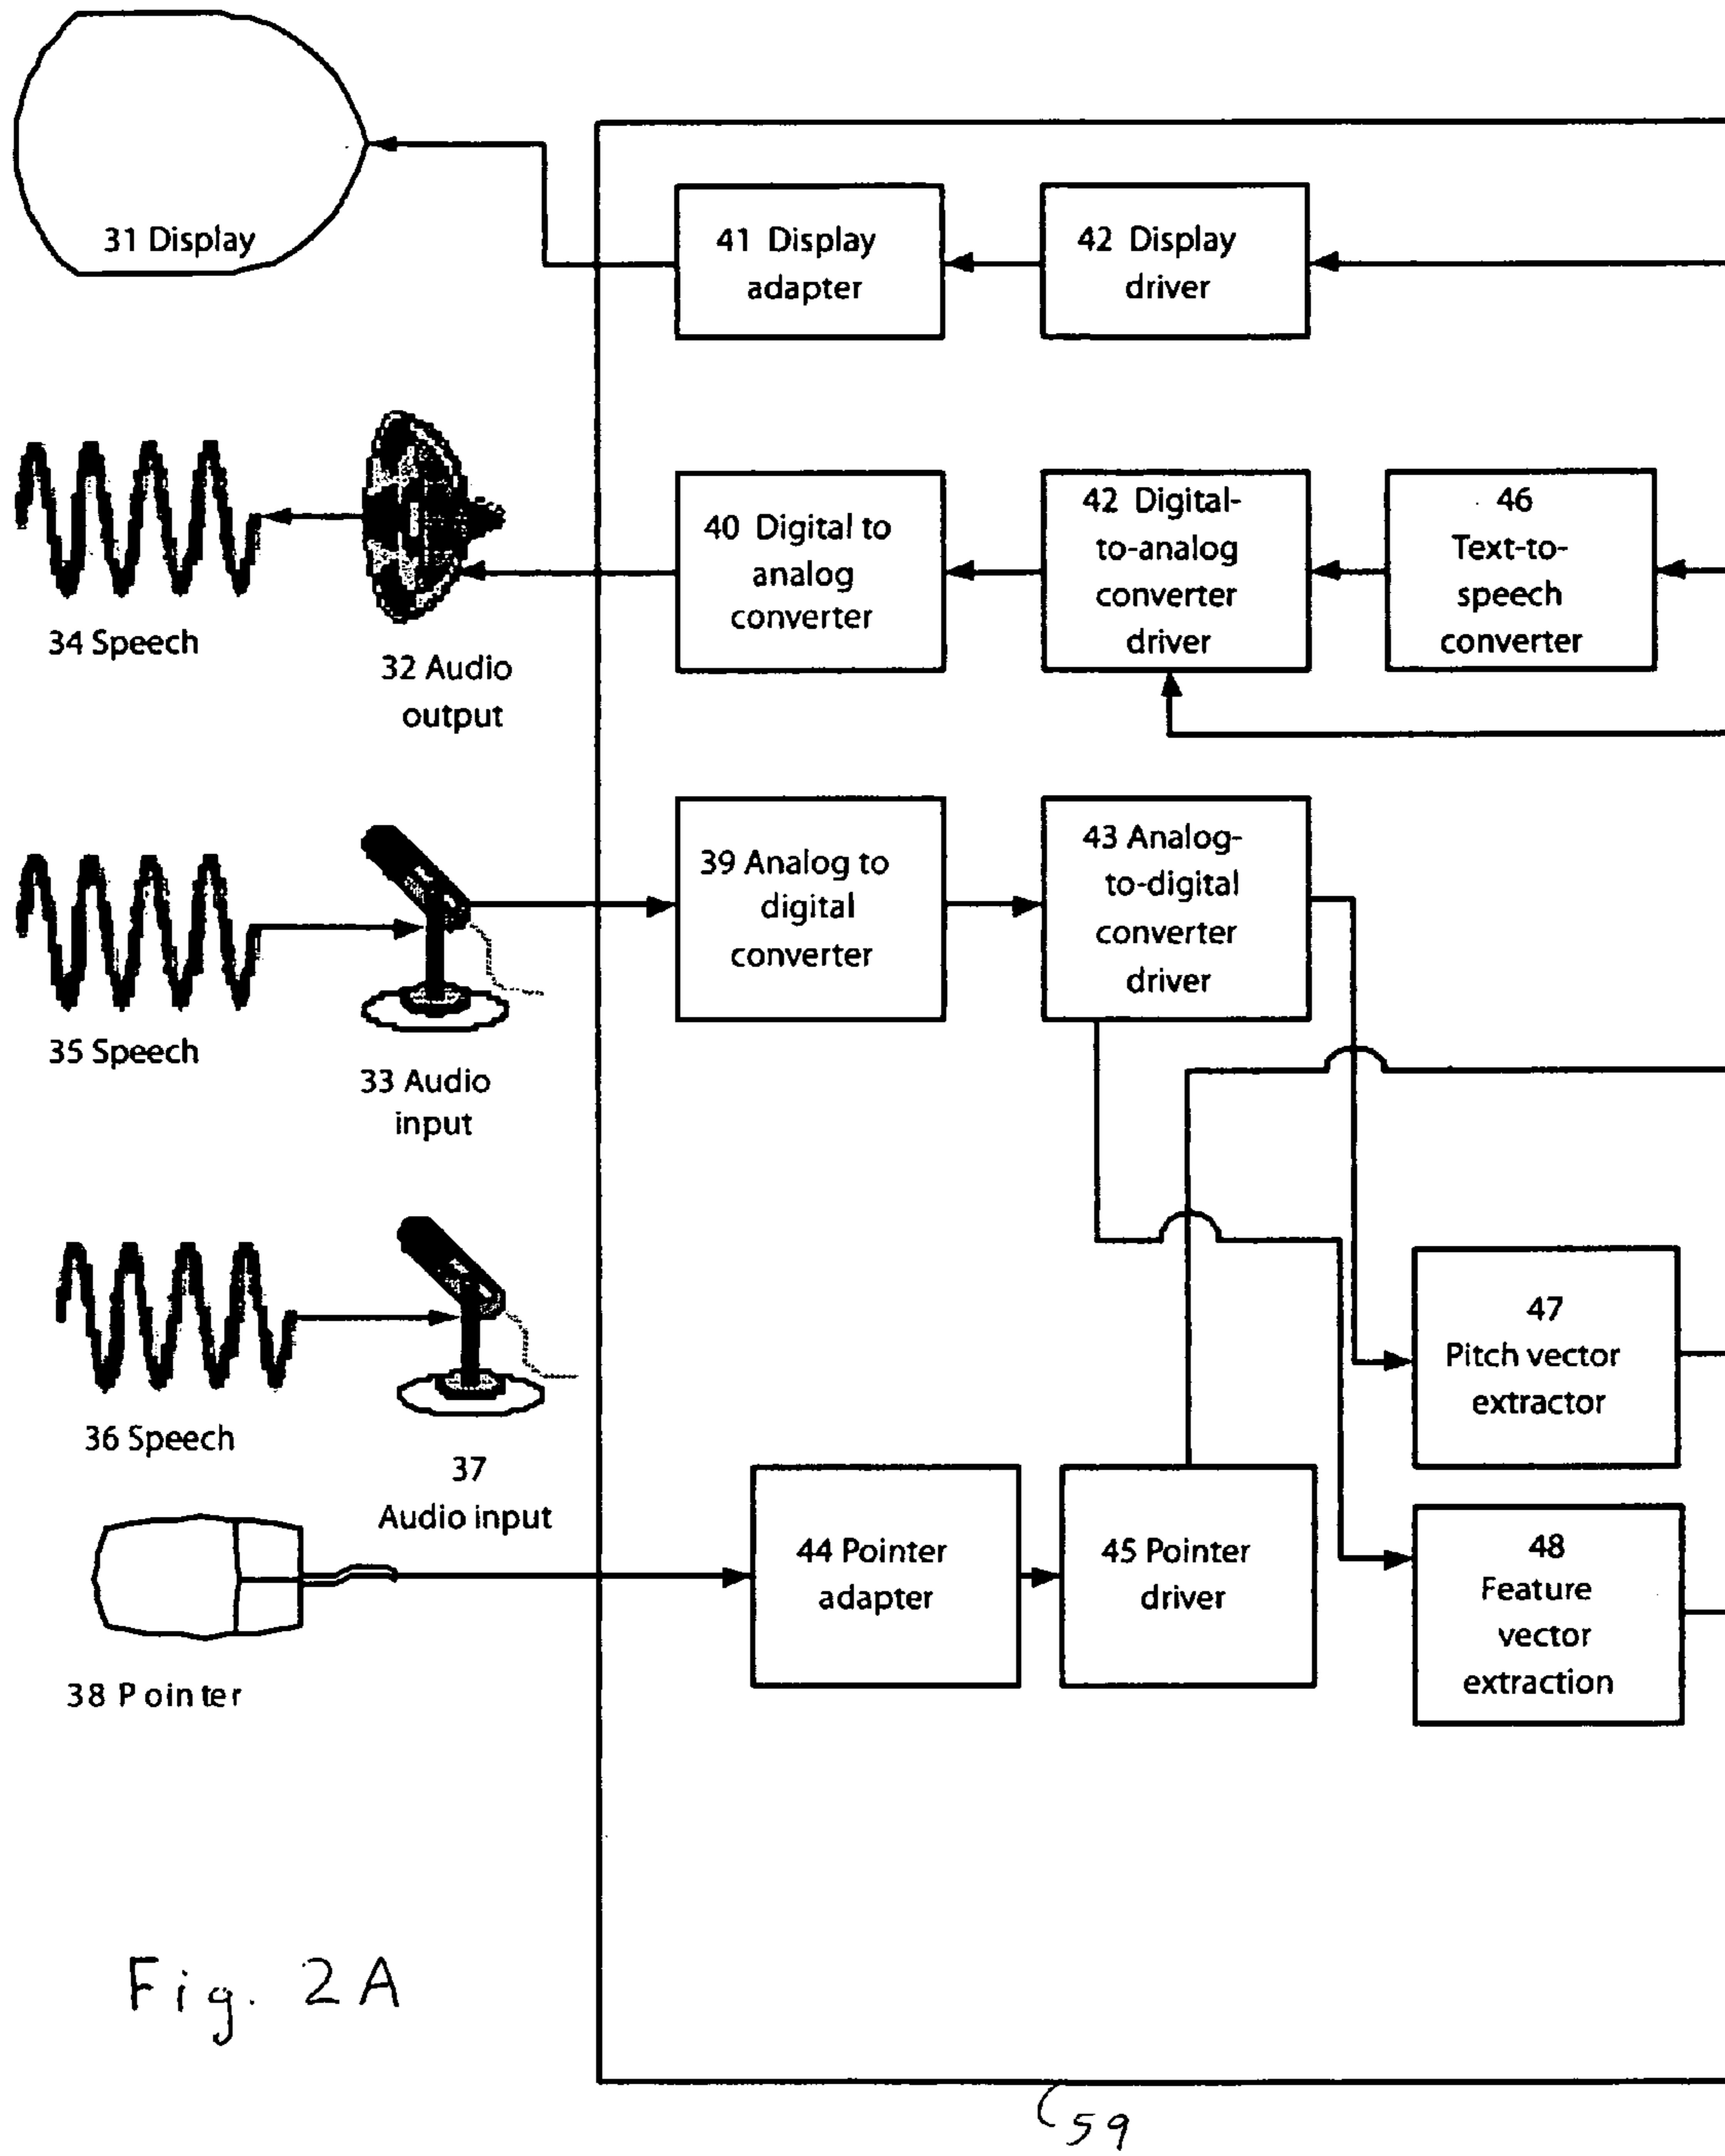 31 Display
41 Display
adapter
42 Display
driver
34 Speech
32 Audio
output
40 Digital to
analog
converter
42 Digital-
to-analog
converter
driver
46
Text-to-
speech
converter
35 Speech
33 Audio
input
39 Analog to
digital
converter
43 Analog-
to-digital
converter
driver
36 Speech
37
Audio input
47
Pitch vector
extractor
38 Pointer
44 Pointer
adapter
45 Pointer
driver
48
Feature
vector
extraction
Fig. 2A
59